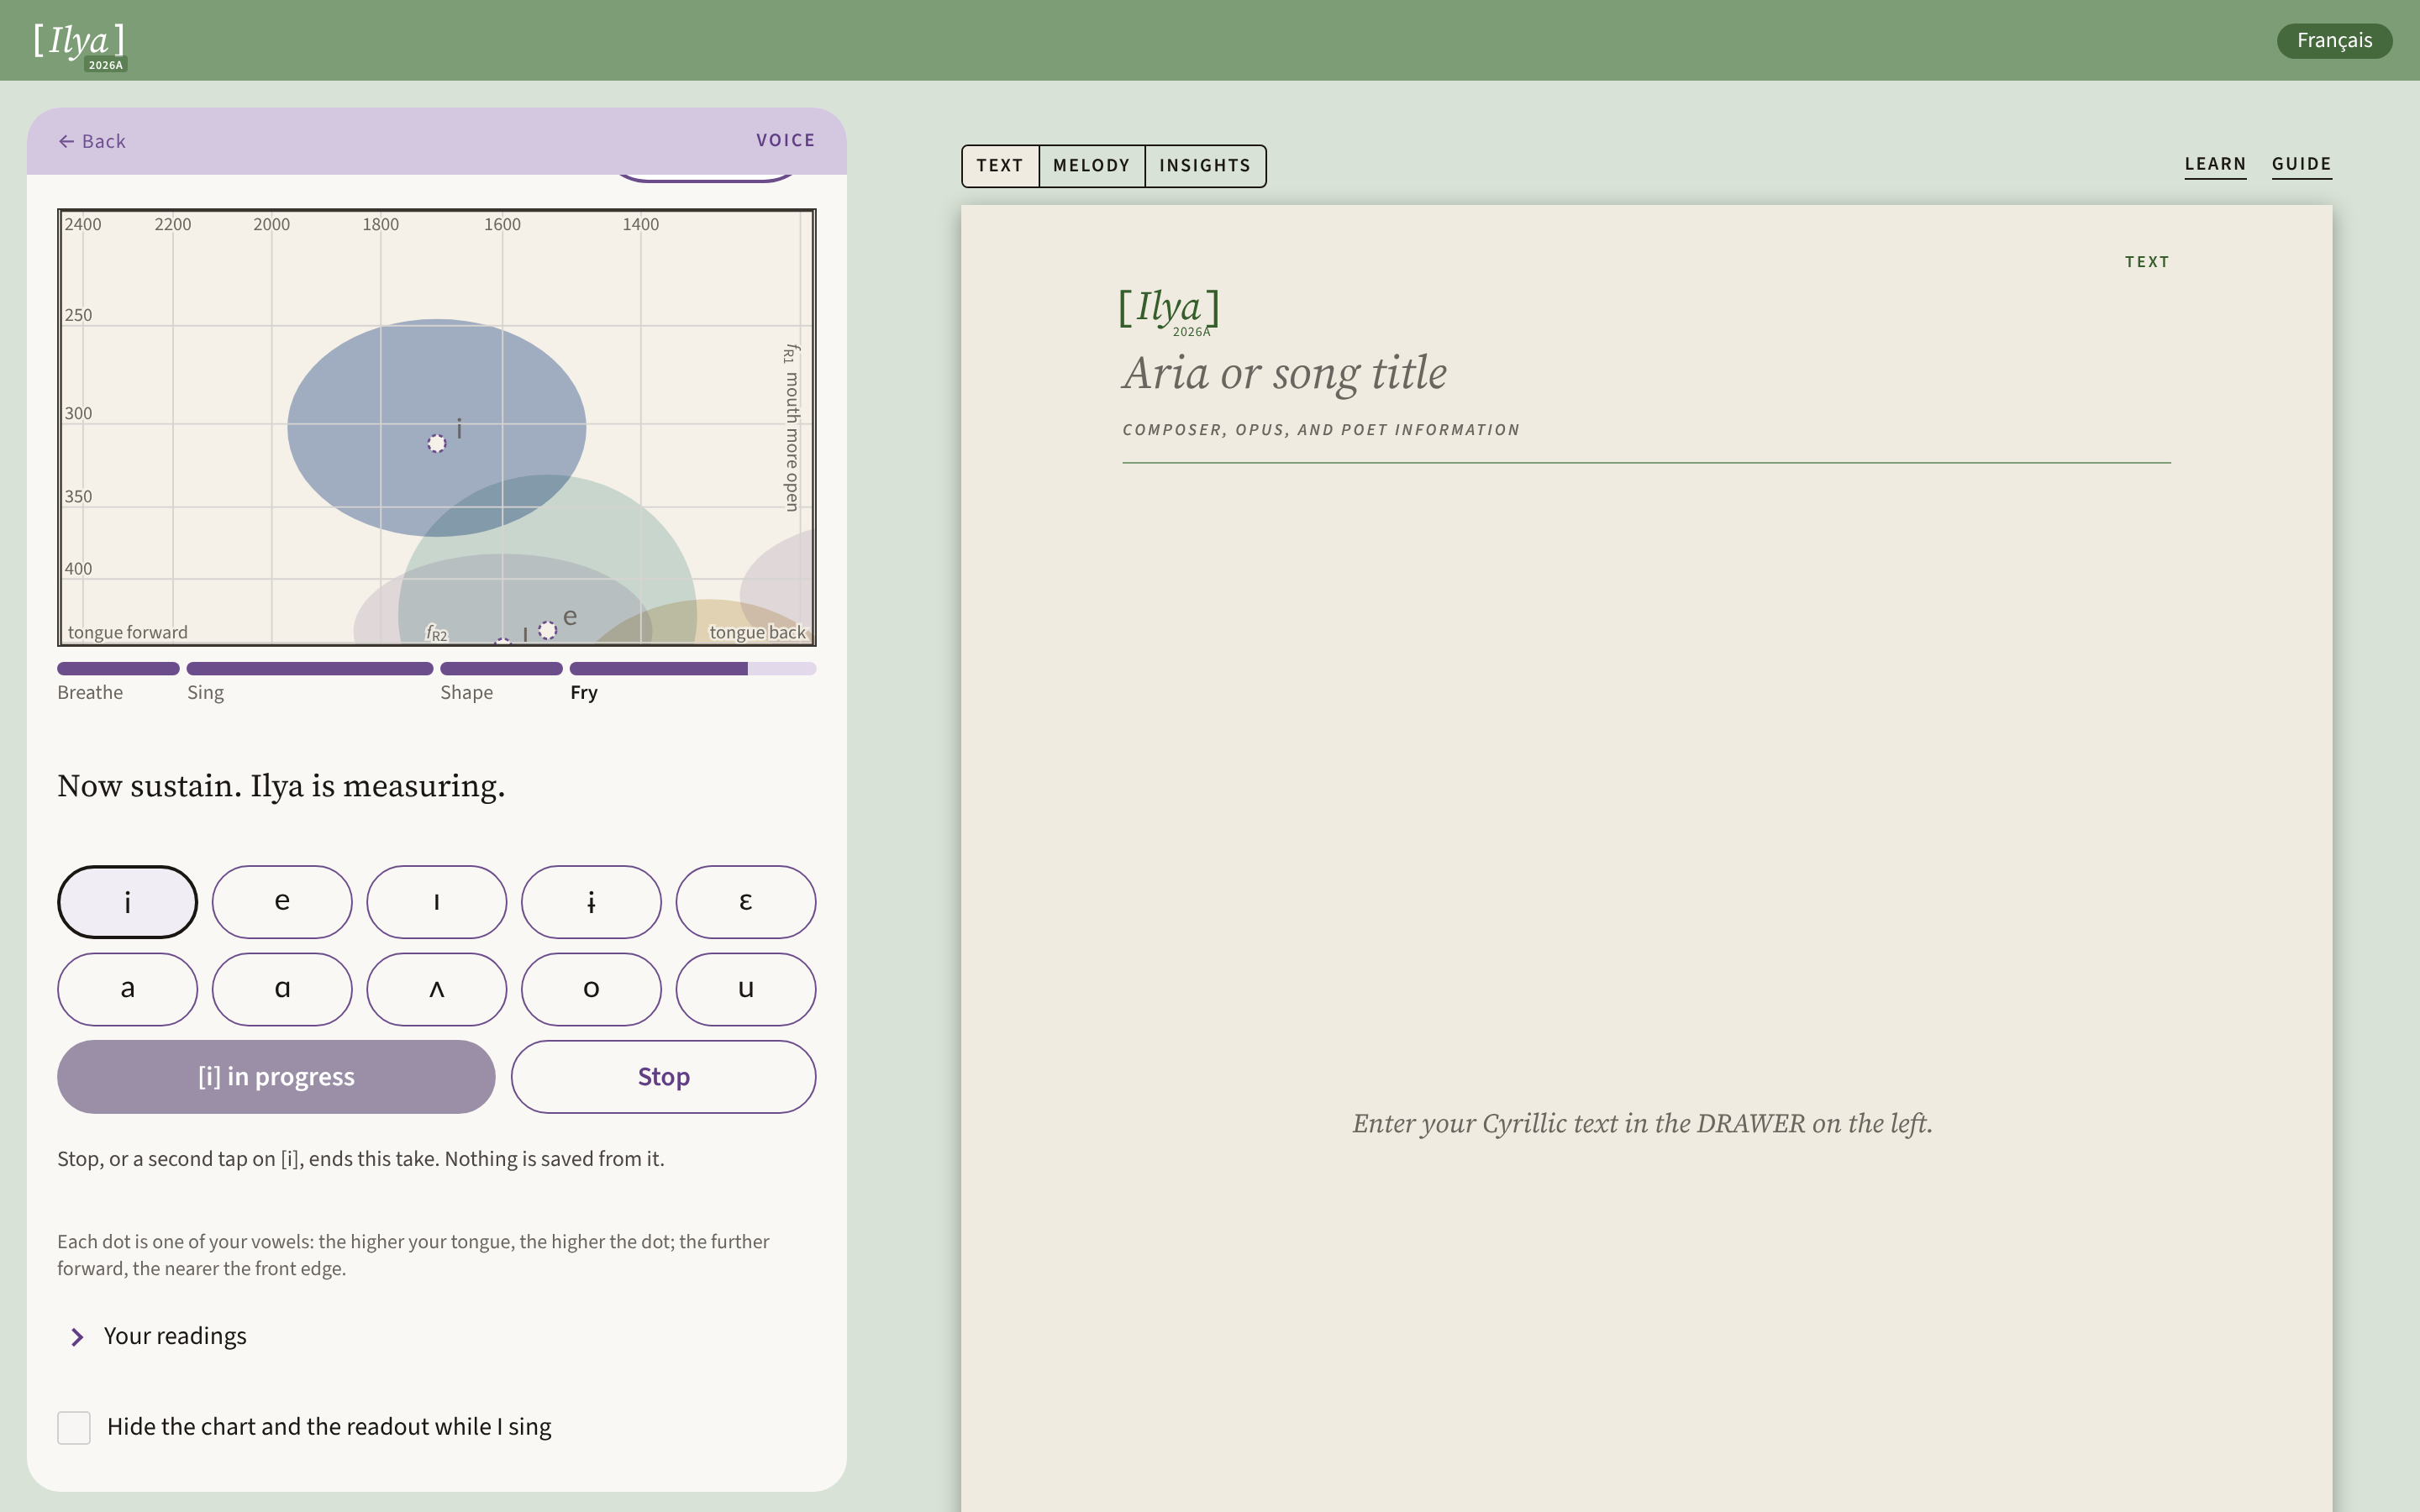 [Ilya]
2026A
Français
← Back
VOICE
2400 2200 2000 1800 1600 1400
250
300
350
400
fR1 mouth more open
i
e
ɪ
tongue forward
fR2
tongue back
Breathe
Sing
Shape
Fry
Now sustain. Ilya is measuring.
i e ɪ ɨ ɛ
a ɑ ʌ o u
[i] in progress
Stop
Stop, or a second tap on [i], ends this take. Nothing is saved from it.
Each dot is one of your vowels: the higher your tongue, the higher the dot; the further
forward, the nearer the front edge.
Your readings
Hide the chart and the readout while I sing
TEXT
MELODY
INSIGHTS
LEARN
GUIDE
TEXT
[Ilya]
2026A
Aria or song title
COMPOSER, OPUS, AND POET INFORMATION
Enter your Cyrillic text in the DRAWER on the left.